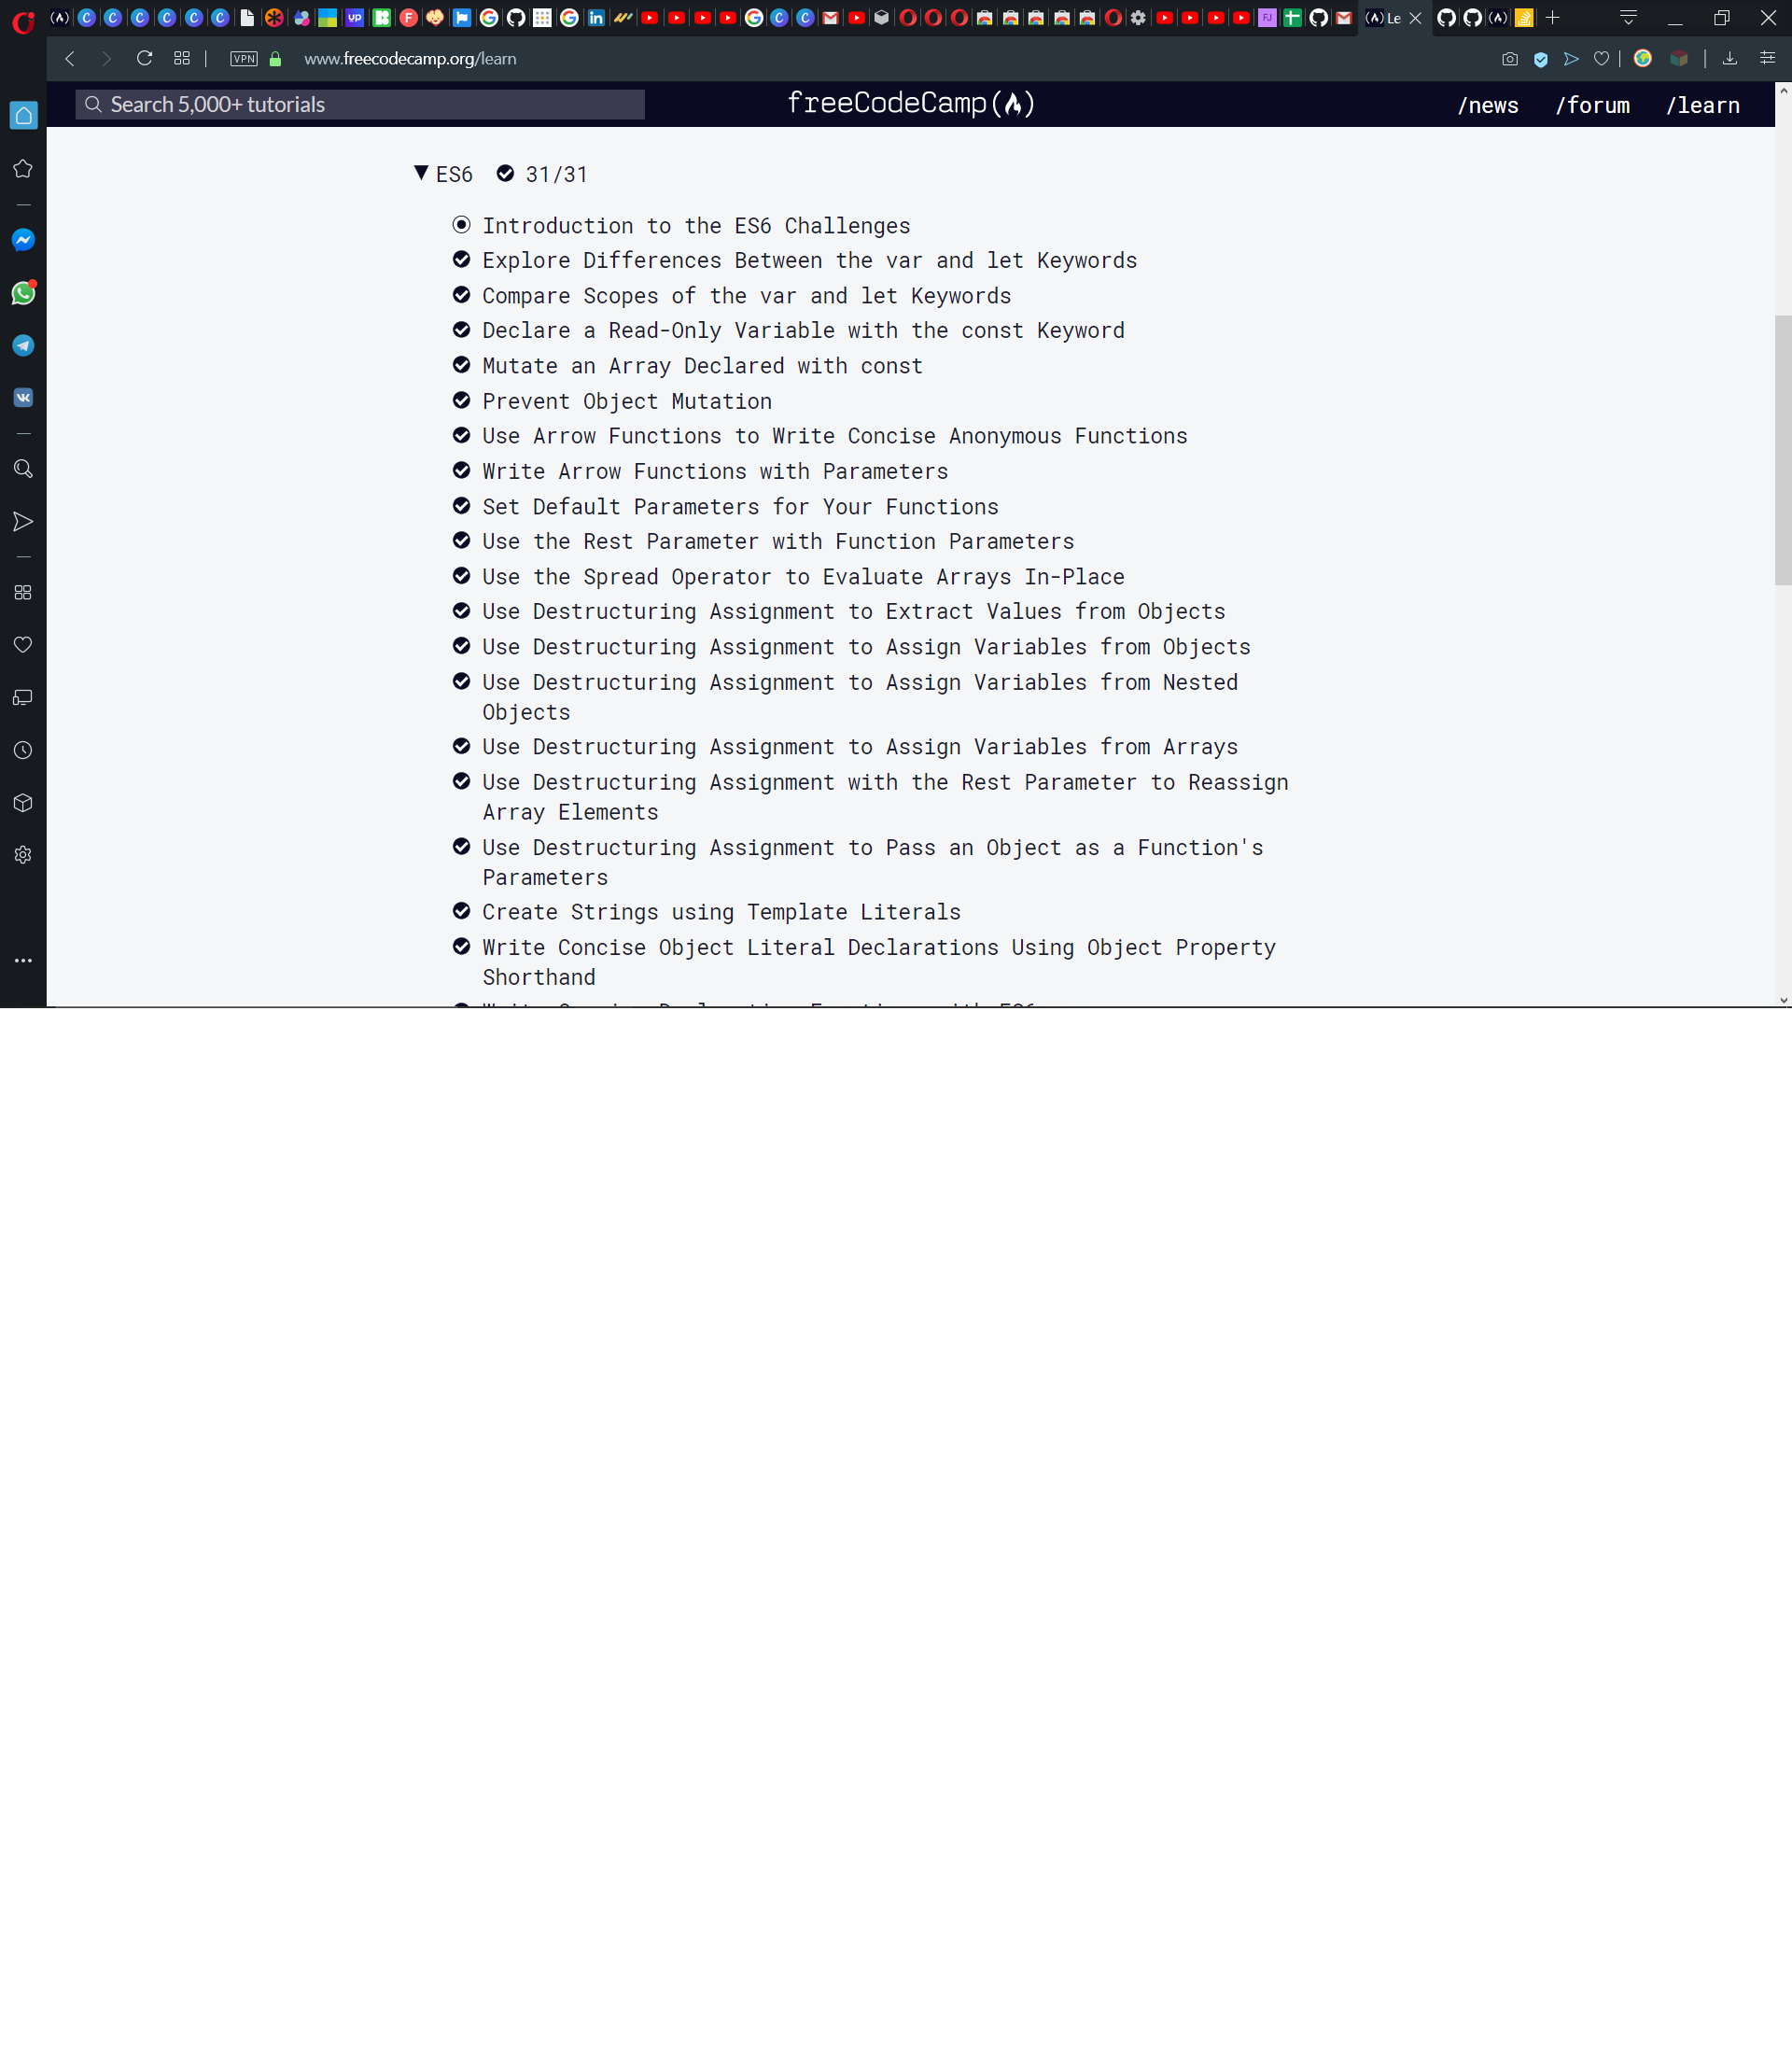 Le
VPN
www.freecodecamp.org/learn
Search 5,000+ tutorials
freeCodeCamp
/news
/forum
/learn
ES6 31/31
Introduction to the ES6 Challenges
Explore Differences Between the var and let Keywords
Compare Scopes of the var and let Keywords
Declare a Read-Only Variable with the const Keyword
Mutate an Array Declared with const
Prevent Object Mutation
Use Arrow Functions to Write Concise Anonymous Functions
Write Arrow Functions with Parameters
Set Default Parameters for Your Functions
Use the Rest Parameter with Function Parameters
Use the Spread Operator to Evaluate Arrays In-Place
Use Destructuring Assignment to Extract Values from Objects
Use Destructuring Assignment to Assign Variables from Objects
Use Destructuring Assignment to Assign Variables from Nested
Objects
Use Destructuring Assignment to Assign Variables from Arrays
Use Destructuring Assignment with the Rest Parameter to Reassign
Array Elements
Use Destructuring Assignment to Pass an Object as a Function's
Parameters
Create Strings using Template Literals
Write Concise Object Literal Declarations Using Object Property
Shorthand